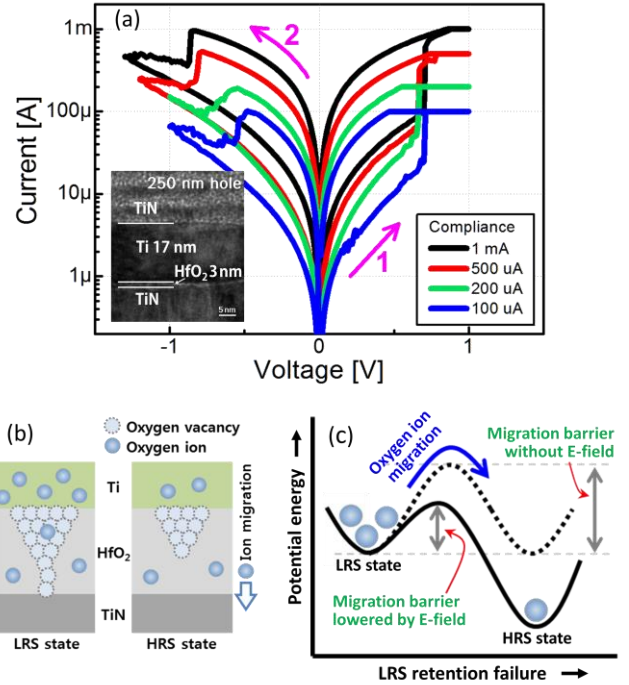 (a)
2
1
Current [A]
1m
100µ
10µ
1µ
-1
0
1
Voltage [V]
250 nm hole
TiN
Ti 17 nm
HfO₂ 3nm
TiN
5 nm
Compliance
1 mA
500 uA
200 uA
100 uA
(b)
Oxygen vacancy
Oxygen ion
Ti
HfO₂
TiN
LRS state
HRS state
Ion migration
(c)
Potential energy
Oxygen ion
migration
Migration barrier
without E-field
LRS state
Migration barrier
lowered by E-field
HRS state
LRS retention failure